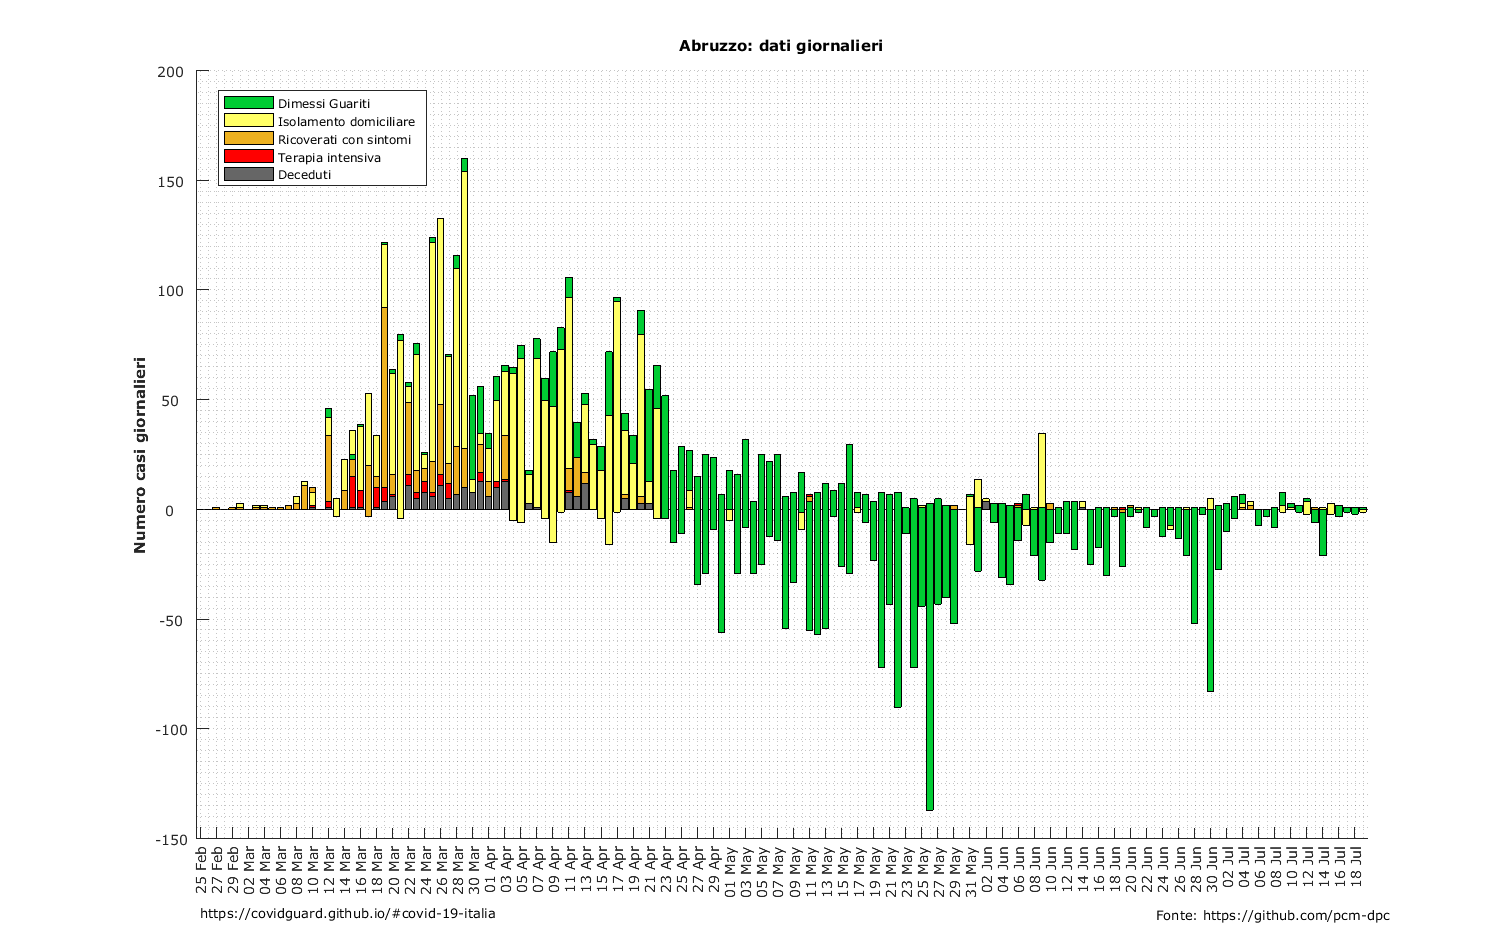 Abruzzo: dati giornalieri
200
150
100
50
0
-50
-100
-150
Numero casi giornalieri
Dimessi Guariti
Isolamento domiciliare
Ricoverati con sintomi
Terapia intensiva
Deceduti
25 Feb
27 Feb
29 Feb
02 Mar
04 Mar
06 Mar
08 Mar
10 Mar
12 Mar
14 Mar
16 Mar
18 Mar
20 Mar
22 Mar
24 Mar
26 Mar
28 Mar
30 Mar
01 Apr
03 Apr
05 Apr
07 Apr
09 Apr
11 Apr
13 Apr
15 Apr
17 Apr
19 Apr
21 Apr
23 Apr
25 Apr
27 Apr
29 Apr
01 May
03 May
05 May
07 May
09 May
11 May
13 May
15 May
17 May
19 May
21 May
23 May
25 May
27 May
29 May
31 May
02 Jun
04 Jun
06 Jun
08 Jun
10 Jun
12 Jun
14 Jun
16 Jun
18 Jun
20 Jun
22 Jun
24 Jun
26 Jun
28 Jun
30 Jun
02 Jul
04 Jul
06 Jul
08 Jul
10 Jul
12 Jul
14 Jul
16 Jul
18 Jul
https://covidguard.github.io/#covid-19-italia
Fonte: https://github.com/pcm-dpc